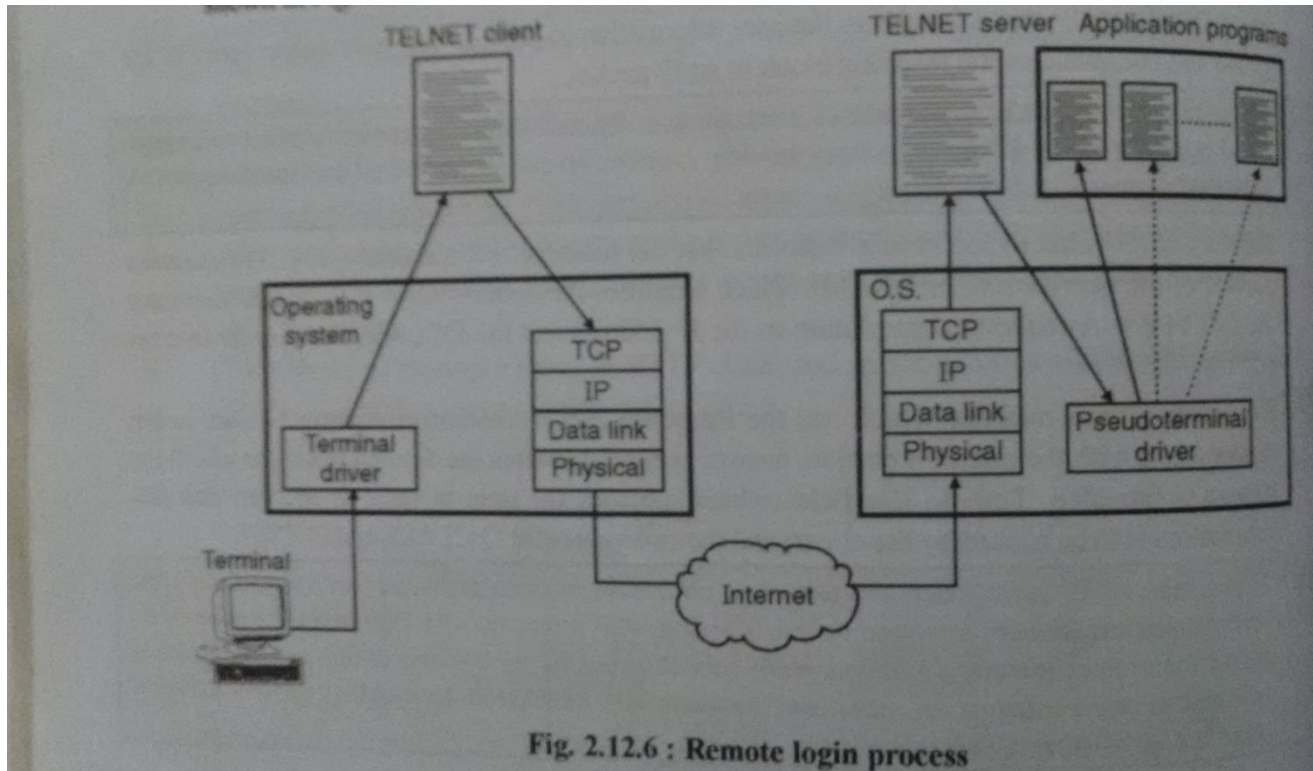 TELNET client
TELNET server
Application programs
Operating
system
TCP
IP
Data link
Physical
Terminal
driver
O.S.
TCP
IP
Data link
Physical
Pseudoterminal
driver
Terminal
Internet
Fig. 2.12.6 : Remote login process